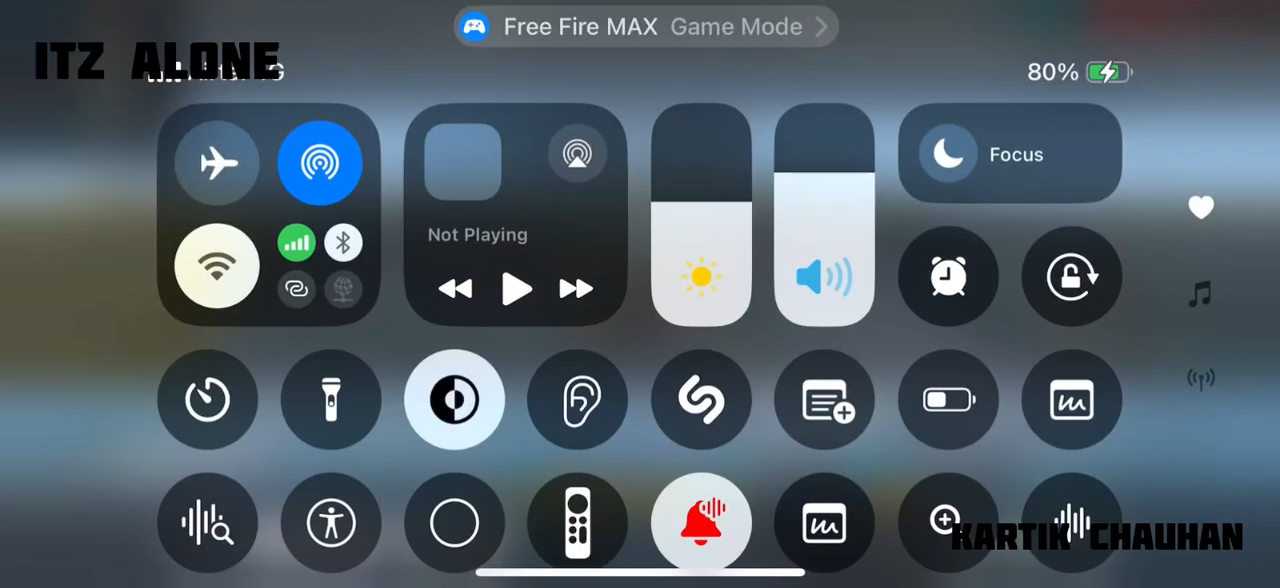 Free Fire MAX Game Mode
ITZ ALONE
80%
Focus
Not Playing
KARTIK CHAUHAN